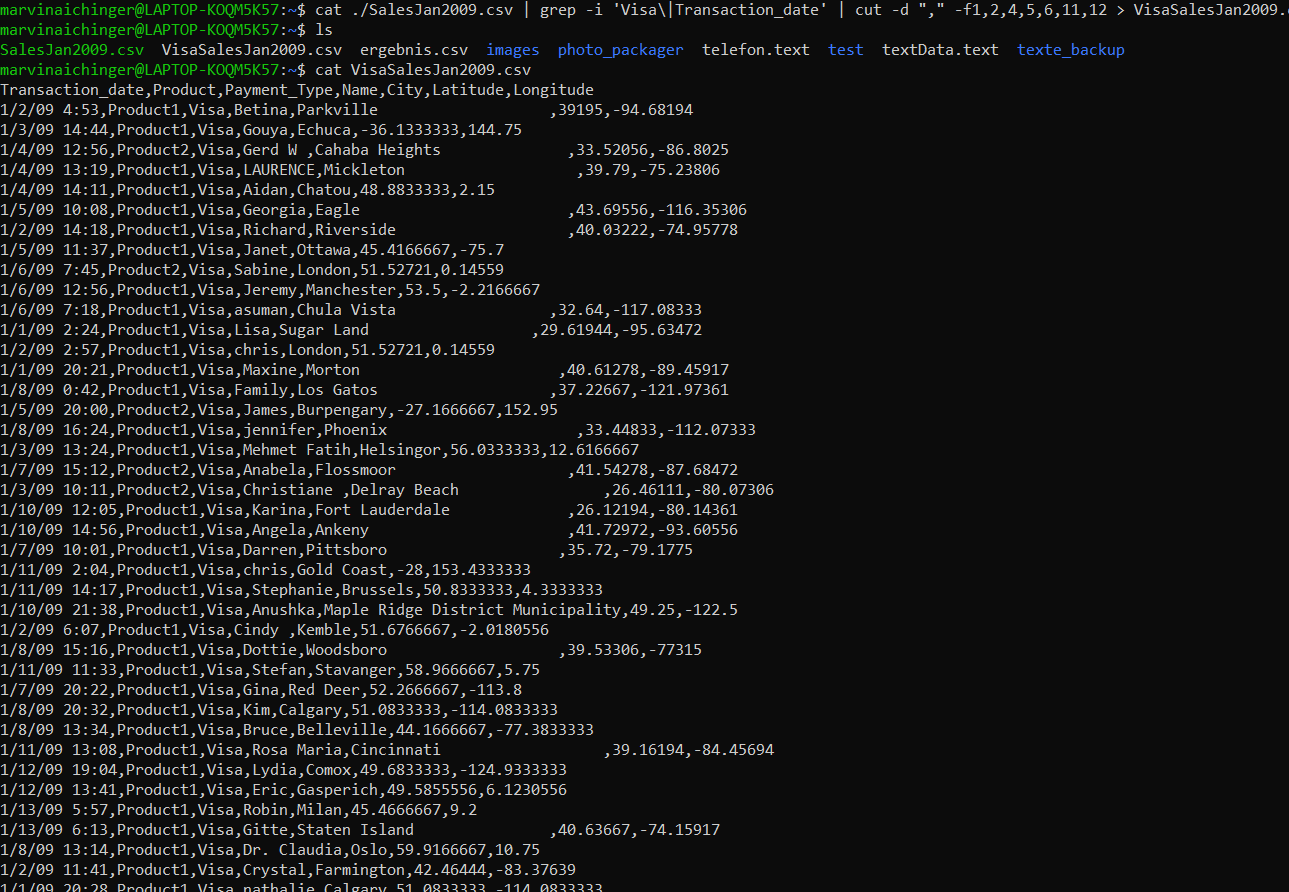 marvinaichinger@LAPTOP-KOQM5K57:~$ cat ./SalesJan2009.csv | grep -i 'Visa\|Transaction_date' | cut -d "," -f1,2,4,5,6,11,12 > VisaSalesJan2009.
marvinaichinger@LAPTOP-KOQM5K57:~$ ls
SalesJan2009.csv  VisaSalesJan2009.csv  ergebnis.csv  images  photo_packager  telefon.text  test  textData.text  texte_backup
marvinaichinger@LAPTOP-KOQM5K57:~$ cat VisaSalesJan2009.csv
Transaction_date,Product,Payment_Type,Name,City,Latitude,Longitude
1/2/09 4:53,Product1,Visa,Betina,Parkville                   ,39195,-94.68194
1/3/09 14:44,Product1,Visa,Gouya,Echuca,-36.1333333,144.75
1/4/09 12:56,Product2,Visa,Gerd W ,Cahaba Heights              ,33.52056,-86.8025
1/4/09 13:19,Product1,Visa,LAURENCE,Mickleton                   ,39.79,-75.23806
1/4/09 14:11,Product1,Visa,Aidan,Chatou,48.8833333,2.15
1/5/09 10:08,Product1,Visa,Georgia,Eagle                       ,43.69556,-116.35306
1/2/09 14:18,Product1,Visa,Richard,Riverside                   ,40.03222,-74.95778
1/5/09 11:37,Product1,Visa,Janet,Ottawa,45.4166667,-75.7
1/6/09 7:45,Product2,Visa,Sabine,London,51.52721,0.14559
1/6/09 12:56,Product1,Visa,Jeremy,Manchester,53.5,-2.2166667
1/6/09 7:18,Product1,Visa,asuman,Chula Vista                 ,32.64,-117.08333
1/1/09 2:24,Product1,Visa,Lisa,Sugar Land                  ,29.61944,-95.63472
1/2/09 2:57,Product1,Visa,chris,London,51.52721,0.14559
1/1/09 20:21,Product1,Visa,Maxine,Morton                      ,40.61278,-89.45917
1/8/09 0:42,Product1,Visa,Family,Los Gatos                   ,37.22667,-121.97361
1/5/09 20:00,Product2,Visa,James,Burpengary,-27.1666667,152.95
1/8/09 16:24,Product1,Visa,jennifer,Phoenix                     ,33.44833,-112.07333
1/3/09 13:24,Product1,Visa,Mehmet Fatih,Helsingor,56.0333333,12.6166667
1/7/09 15:12,Product2,Visa,Anabela,Flossmoor                   ,41.54278,-87.68472
1/3/09 10:11,Product2,Visa,Christiane ,Delray Beach                ,26.46111,-80.07306
1/10/09 12:05,Product1,Visa,Karina,Fort Lauderdale             ,26.12194,-80.14361
1/10/09 14:56,Product1,Visa,Angela,Ankeny                      ,41.72972,-93.60556
1/7/09 10:01,Product1,Visa,Darren,Pittsboro                   ,35.72,-79.1775
1/11/09 2:04,Product1,Visa,chris,Gold Coast,-28,153.4333333
1/11/09 14:17,Product1,Visa,Stephanie,Brussels,50.8333333,4.3333333
1/10/09 21:38,Product1,Visa,Anushka,Maple Ridge District Municipality,49.25,-122.5
1/2/09 6:07,Product1,Visa,Cindy ,Kemble,51.6766667,-2.0180556
1/8/09 15:16,Product1,Visa,Dottie,Woodsboro                   ,39.53306,-77315
1/11/09 11:33,Product1,Visa,Stefan,Stavanger,58.9666667,5.75
1/7/09 20:22,Product1,Visa,Gina,Red Deer,52.2666667,-113.8
1/8/09 20:32,Product1,Visa,Kim,Calgary,51.0833333,-114.0833333
1/8/09 13:34,Product1,Visa,Bruce,Belleville,44.1666667,-77.3833333
1/11/09 13:08,Product1,Visa,Rosa Maria,Cincinnati                  ,39.16194,-84.45694
1/12/09 19:04,Product1,Visa,Lydia,Comox,49.6833333,-124.9333333
1/12/09 13:41,Product1,Visa,Eric,Gasperich,49.5855556,6.1230556
1/13/09 5:57,Product1,Visa,Robin,Milan,45.4666667,9.2
1/13/09 6:13,Product1,Visa,Gitte,Staten Island               ,40.63667,-74.15917
1/8/09 13:14,Product1,Visa,Dr. Claudia,Oslo,59.9166667,10.75
1/2/09 11:41,Product1,Visa,Crystal,Farmington,42.46444,-83.37639
1/1/09 20:28,Product1,Visa,nathalie,Calgary,51.0833333,-114.0833333